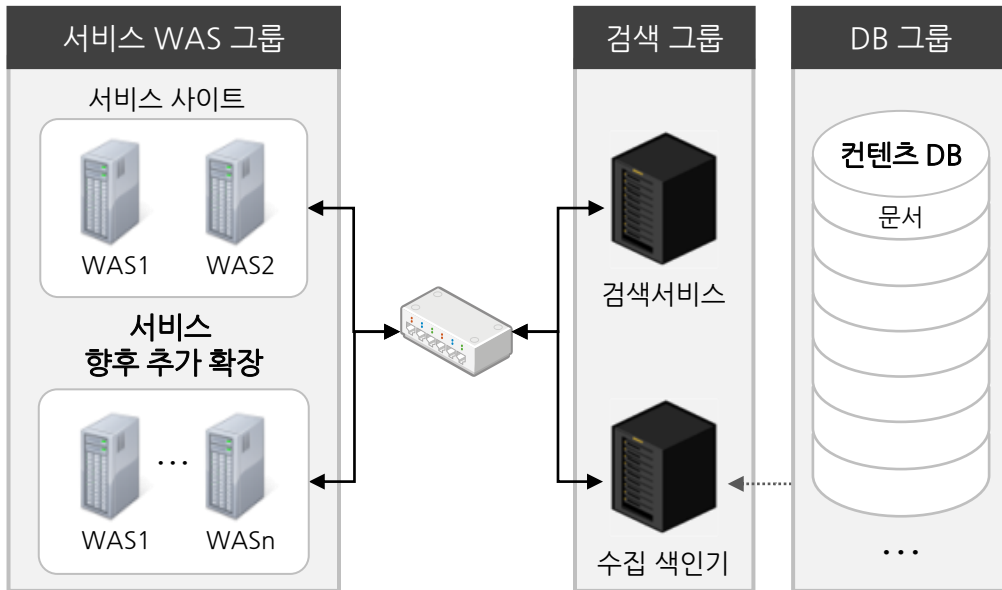 서비스 WAS 그룹
서비스 사이트
WAS1
WAS2
서비스
향후 추가 확장
...
WAS1
WASn
검색 그룹
검색서비스
수집 색인기
DB 그룹
컨텐츠 DB
문서
...